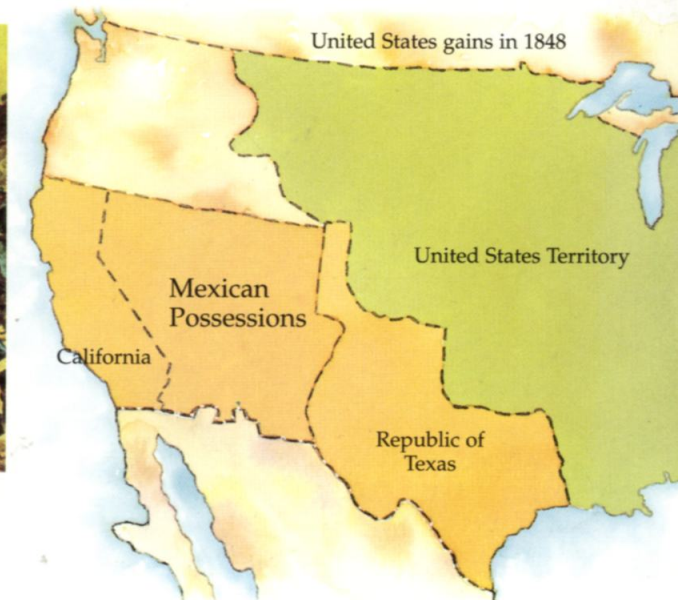 United States gains in 1848
United States Territory
Mexican
Possessions
California
Republic of
Texas